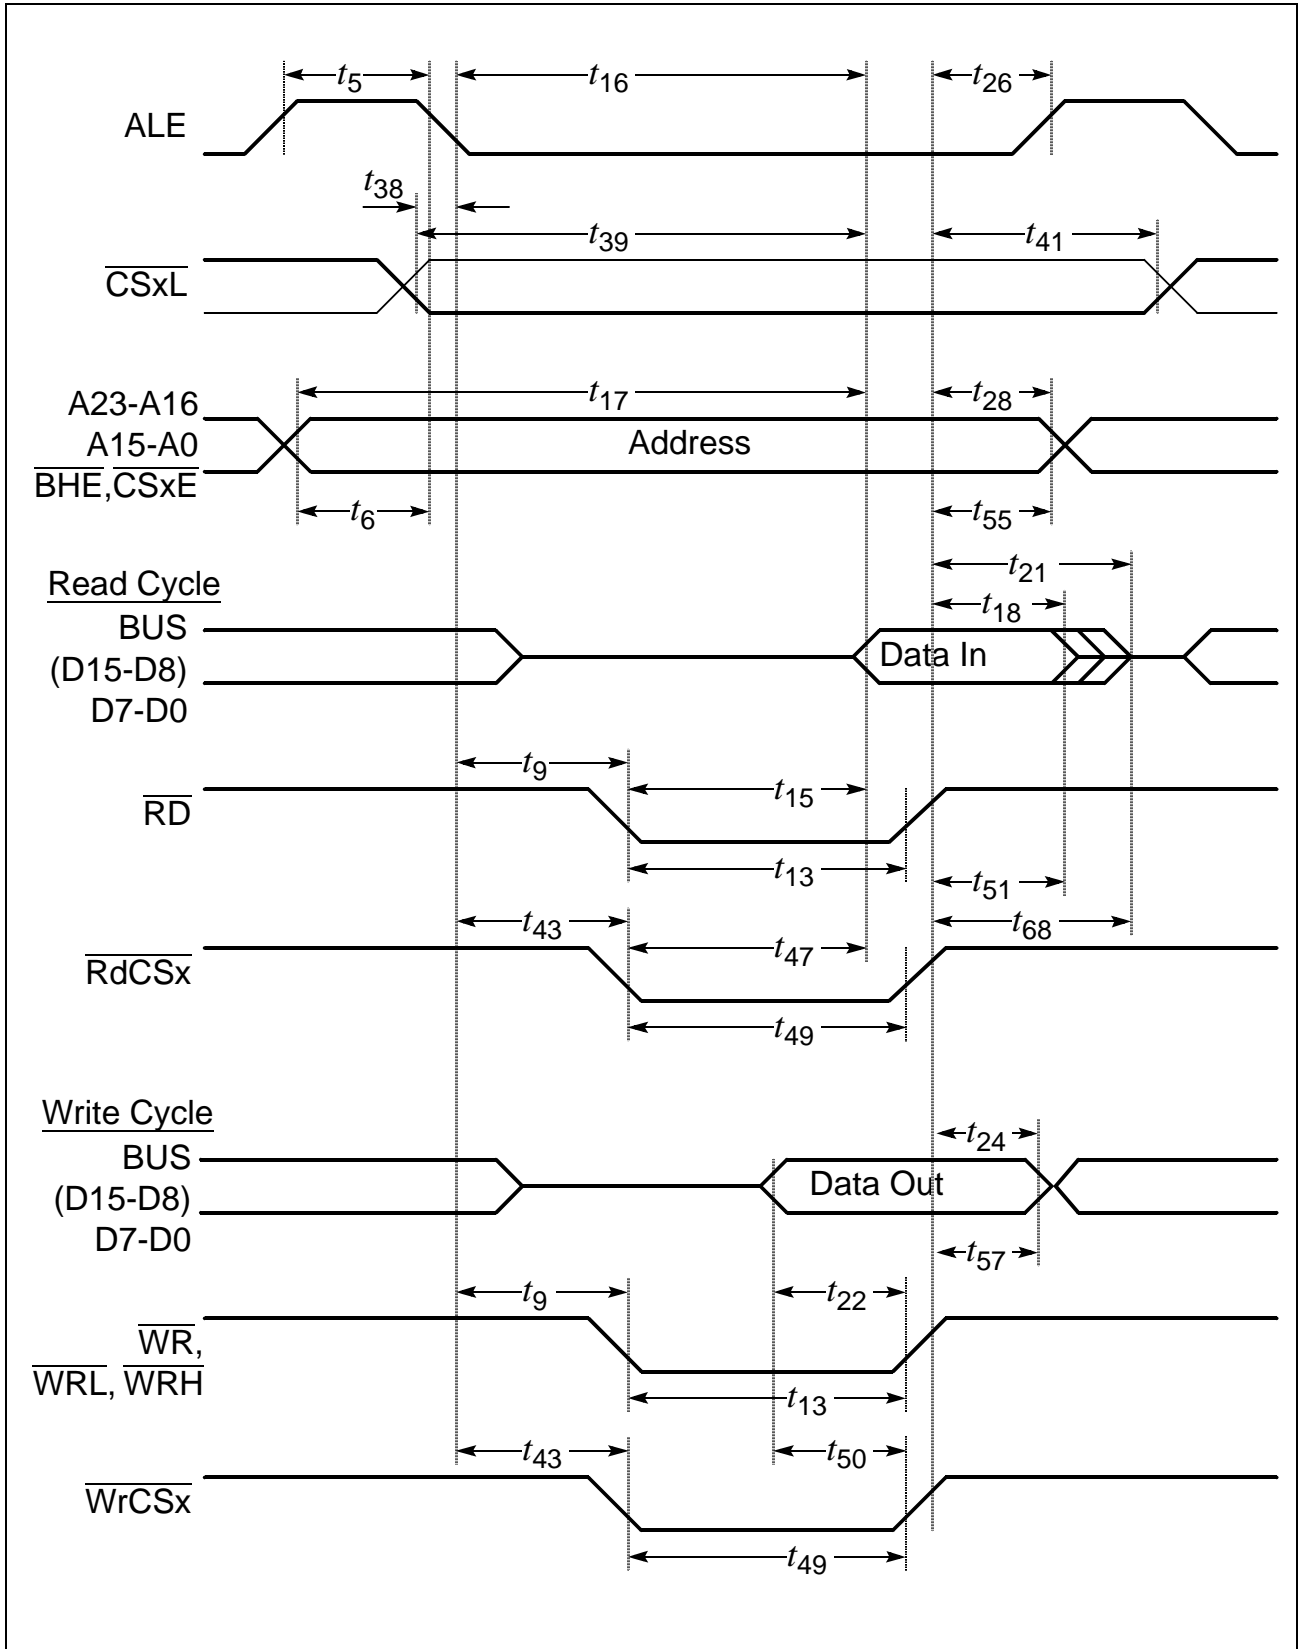 t5 t16 t26
ALE
t38
t39 t41
CSxL
t17 t28
A23-A16
A15-A0 Address
BHE,CSxE
t6 t55
t21
Read Cycle
t18
BUS
Data In
(D15-D8)
D7-D0
t9
t15
RD
t13 t51
t43 t68
t47
RdCSx
t49
Write Cycle
t24
BUS
(D15-D8) Data Out
D7-D0
t57
t9 t22
WR,
WRL, WRH
t13
t43 t50
WrCSx
t49